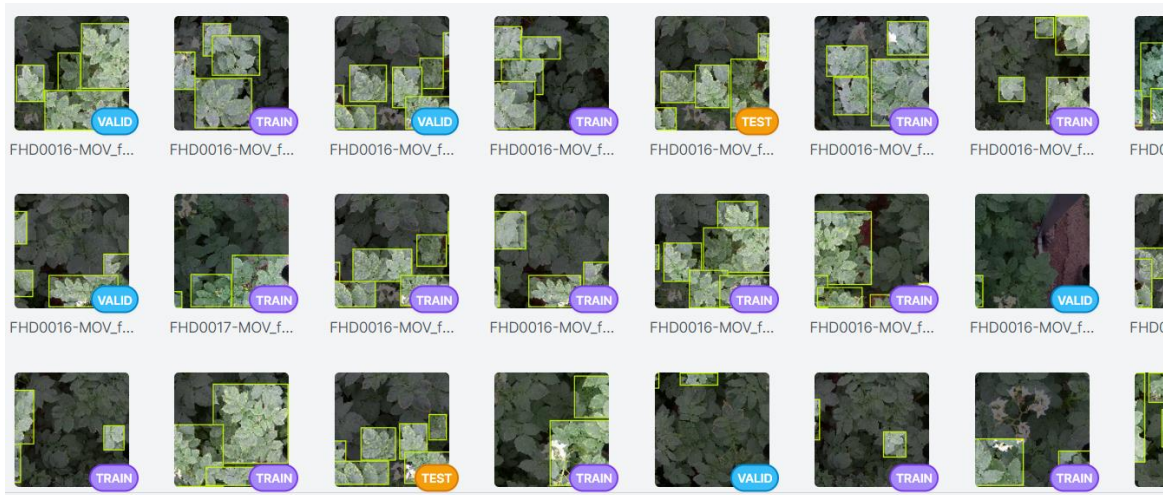 VALID TRAIN VALID TRAIN TEST TRAIN TRAIN
FHD0016-MOV_f... FHD0016-MOV_f... FHD0016-MOV_f... FHD0016-MOV_f... FHD0016-MOV_f... FHD0016-MOV_f... FHD0016-MOV_f... FHD0
VALID TRAIN TRAIN TRAIN TRAIN TRAIN VALID
FHD0016-MOV_f... FHD0017-MOV_f... FHD0016-MOV_f... FHD0016-MOV_f... FHD0016-MOV_f... FHD0016-MOV_f... FHD0016-MOV_f... FHD0
TRAIN TRAIN TEST TRAIN VALID TRAIN TRAIN